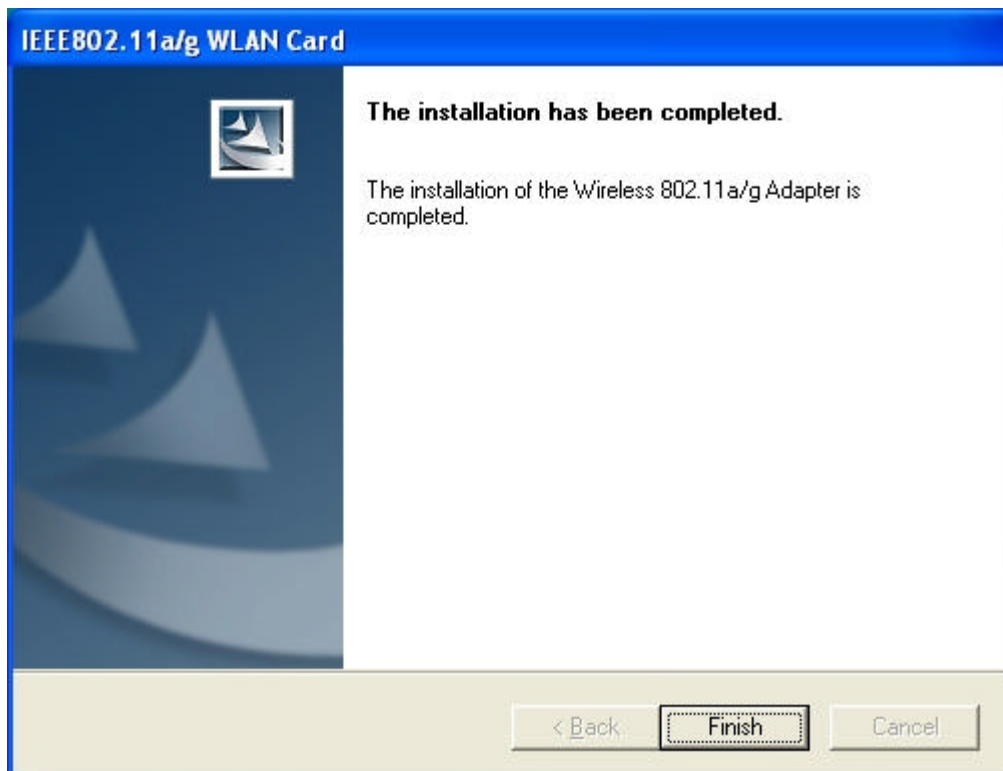 IEEE802.11a/g WLAN Card
The installation has been completed.
The installation of the Wireless 802.11a/g Adapter is
completed.
< Back
Finish
Cancel